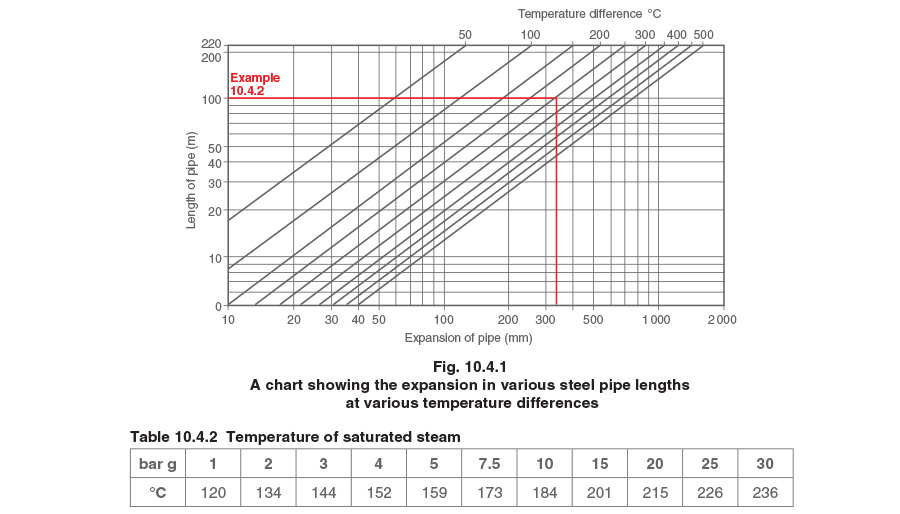 Temperature difference °C
50 100 200 300 400 500
220
200
Example
10.4.2
100
50
40
30
20
10
0
Length of pipe (m)
10 20 30 40 50 100 200 300 500 1 000 2 000
Expansion of pipe (mm)
Fig. 10.4.1
A chart showing the expansion in various steel pipe lengths
at various temperature differences
Table 10.4.2 Temperature of saturated steam
bar g 1 2 3 4 5 7.5 10 15 20 25 30
°C 120 134 144 152 159 173 184 201 215 226 236